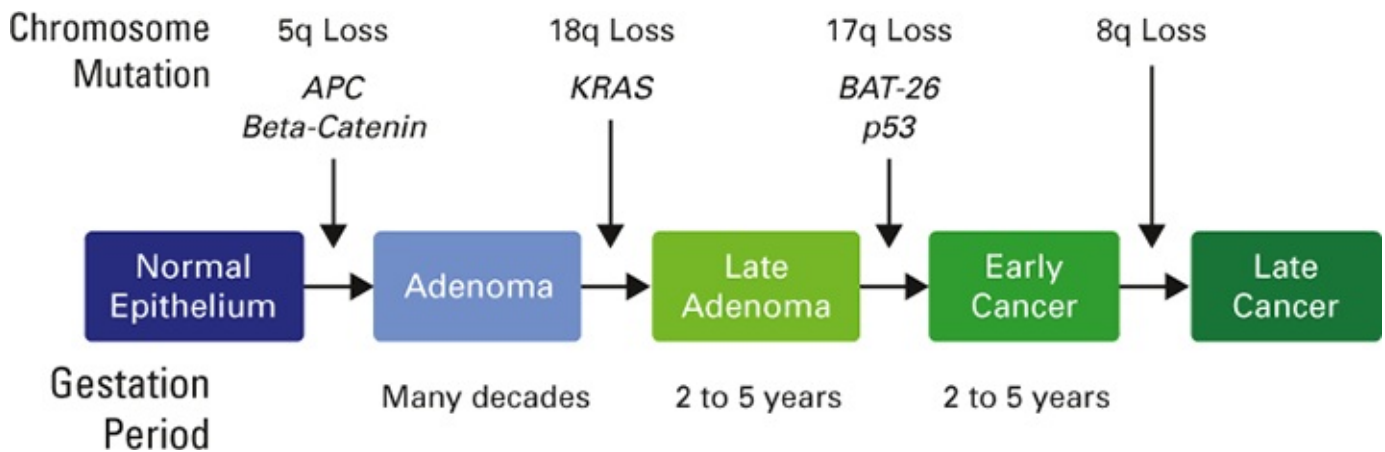 Chromosome
Mutation
5q Loss
APC
Beta-Catenin
18q Loss
KRAS
17q Loss
BAT-26
p53
8q Loss
Normal
Epithelium
Adenoma
Late
Adenoma
Early
Cancer
Late
Cancer
Gestation
Period
Many decades
2 to 5 years
2 to 5 years